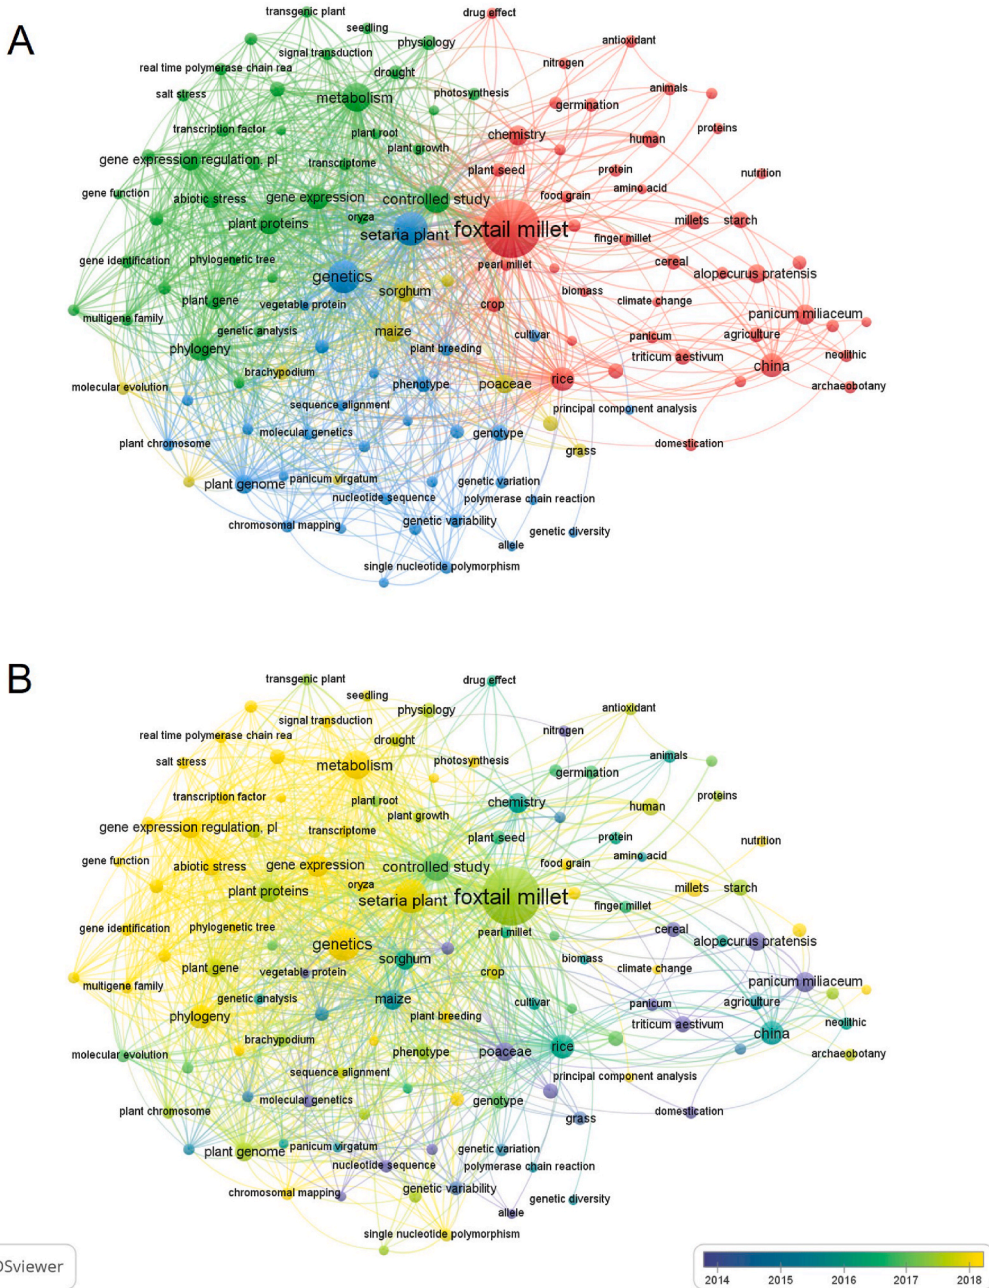 A
transgenic plant
drug effect
seedling
physiology
antioxidant
signal transduction
nitrogen
real time polymerase chain rea
drought
animals
salt stress
metabolism
photosynthesis
germination
transcription factor
plant root
chemistry
human
proteins
plant growth
gene expression regulation, pl
transcriptome
plant seed
protein
nutrition
gene function
abiotic stress
gene expression
controlled study
food grain
amino acid
plant proteins
oryza
setaria plant
foxtail millet
millets
starch
finger millet
gene identification
phylogenetic tree
pearl millet
cereal
alopecurus pratensis
genetics
sorghum
biomass
climate change
plant gene
vegetable protein
crop
panicum miliaceum
multigene family
genetic analysis
maize
cultivar
panicum
agriculture
phylogeny
plant breeding
triticum aestivum
neolithic
brachypodium
china
molecular evolution
phenotype
poaceae
rice
archaeobotany
sequence alignment
principal component analysis
plant chromosome
molecular genetics
genotype
grass
domestication
plant genome
panicum virgatum
genetic variation
nucleotide sequence
polymerase chain reaction
chromosomal mapping
genetic variability
genetic diversity
allele
single nucleotide polymorphism
B
transgenic plant
drug effect
seedling
physiology
antioxidant
signal transduction
nitrogen
real time polymerase chain rea
drought
animals
salt stress
metabolism
photosynthesis
germination
transcription factor
plant root
chemistry
human
proteins
plant growth
gene expression regulation, pl
transcriptome
plant seed
protein
nutrition
gene function
abiotic stress
gene expression
controlled study
food grain
amino acid
plant proteins
oryza
setaria plant
foxtail millet
millets
starch
finger millet
gene identification
phylogenetic tree
pearl millet
cereal
alopecurus pratensis
genetics
sorghum
biomass
climate change
plant gene
vegetable protein
crop
panicum miliaceum
multigene family
genetic analysis
maize
cultivar
panicum
agriculture
phylogeny
plant breeding
triticum aestivum
neolithic
brachypodium
china
molecular evolution
phenotype
poaceae
rice
archaeobotany
sequence alignment
principal component analysis
plant chromosome
molecular genetics
genotype
grass
domestication
plant genome
panicum virgatum
genetic variation
nucleotide sequence
polymerase chain reaction
chromosomal mapping
genetic variability
genetic diversity
allele
single nucleotide polymorphism
OSviewer
2014 2015 2016 2017 2018